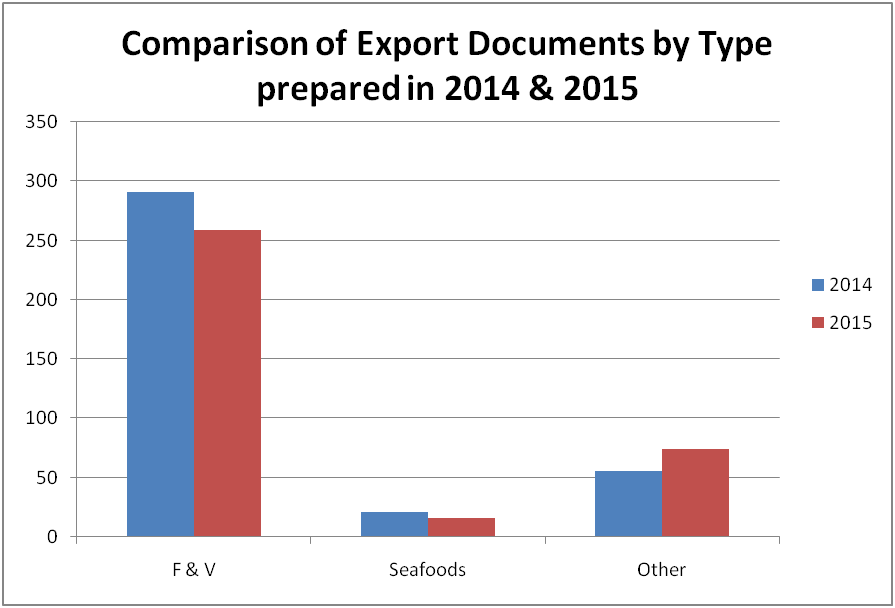 Comparison of Export Documents by Type
prepared in 2014 & 2015
350
300
250
200
150
100
50
0
F & V
Seafoods
Other
2014
2015